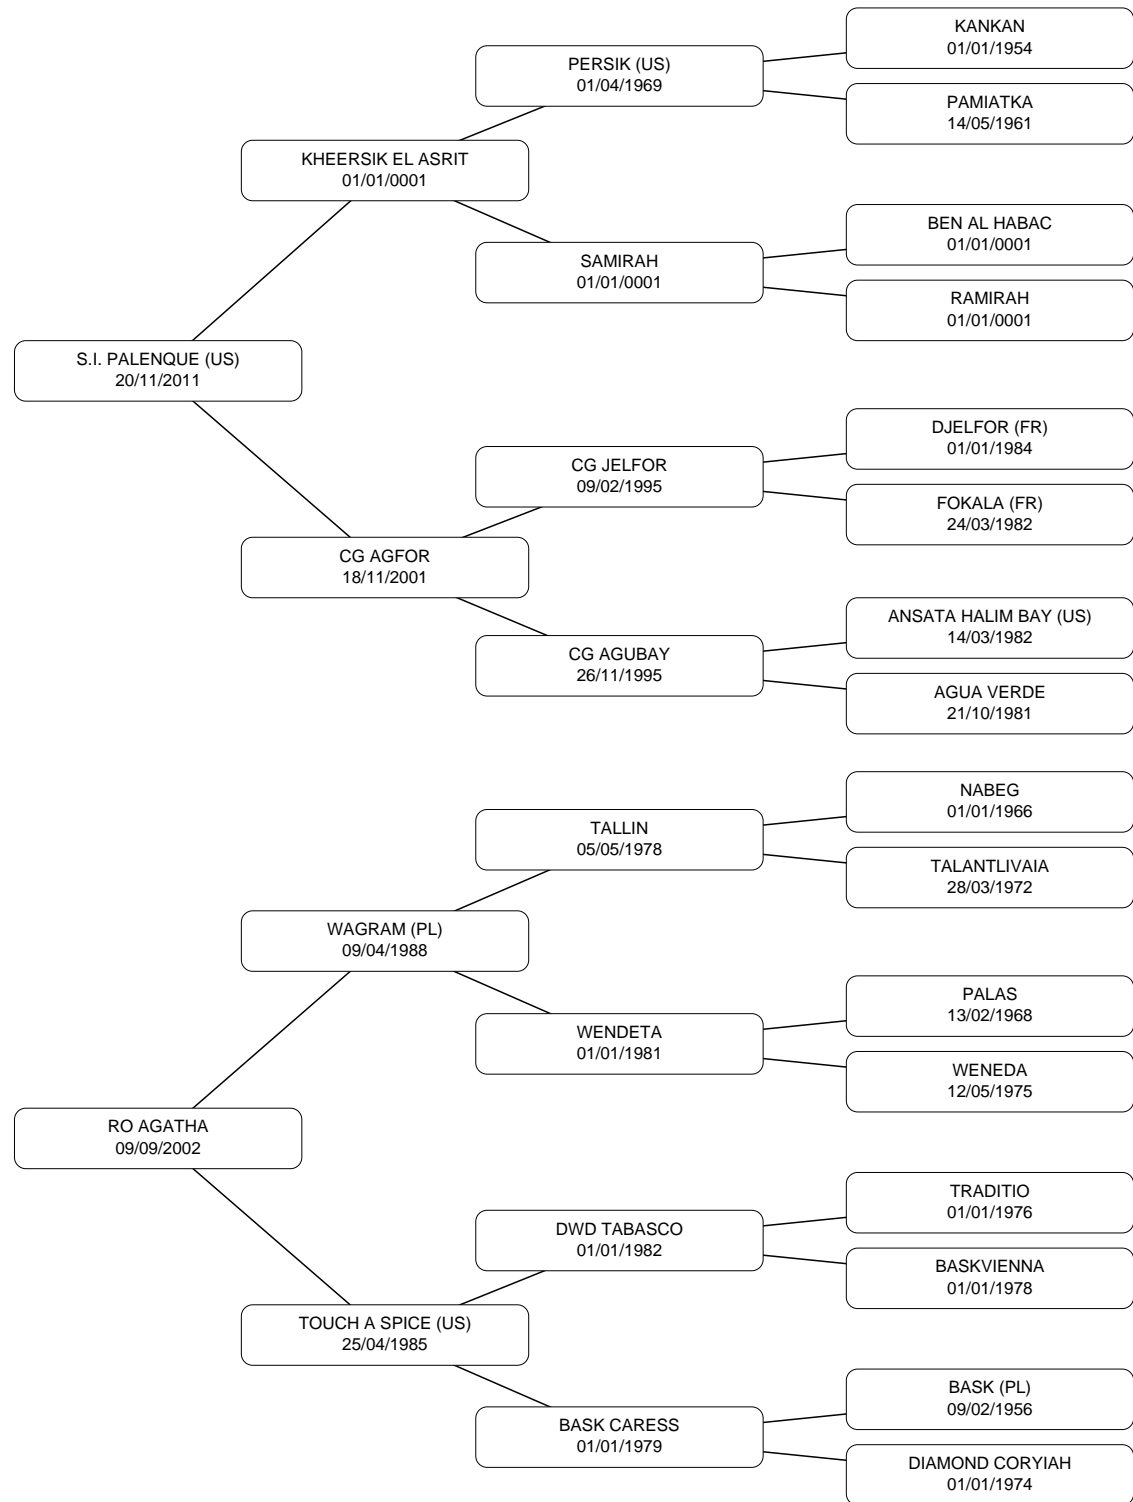 KANKAN
01/01/1954
PERSIK (US)
01/04/1969
PAMIATKA
14/05/1961
KHEERSIK EL ASRIT
01/01/0001
BEN AL HABAC
01/01/0001
SAMIRAH
01/01/0001
RAMIRAH
01/01/0001
S.I. PALENQUE (US)
20/11/2011
DJELFOR (FR)
01/01/1984
CG JELFOR
09/02/1995
FOKALA (FR)
24/03/1982
CG AGFOR
18/11/2001
ANSATA HALIM BAY (US)
14/03/1982
CG AGUBAY
26/11/1995
AGUA VERDE
21/10/1981
NABEG
01/01/1966
TALLIN
05/05/1978
TALANTLIVAIA
28/03/1972
WAGRAM (PL)
09/04/1988
PALAS
13/02/1968
WENDETA
01/01/1981
WENEDA
12/05/1975
RO AGATHA
09/09/2002
TRADITIO
01/01/1976
DWD TABASCO
01/01/1982
BASKVIENNA
01/01/1978
TOUCH A SPICE (US)
25/04/1985
BASK (PL)
09/02/1956
BASK CARESS
01/01/1979
DIAMOND CORYIAH
01/01/1974